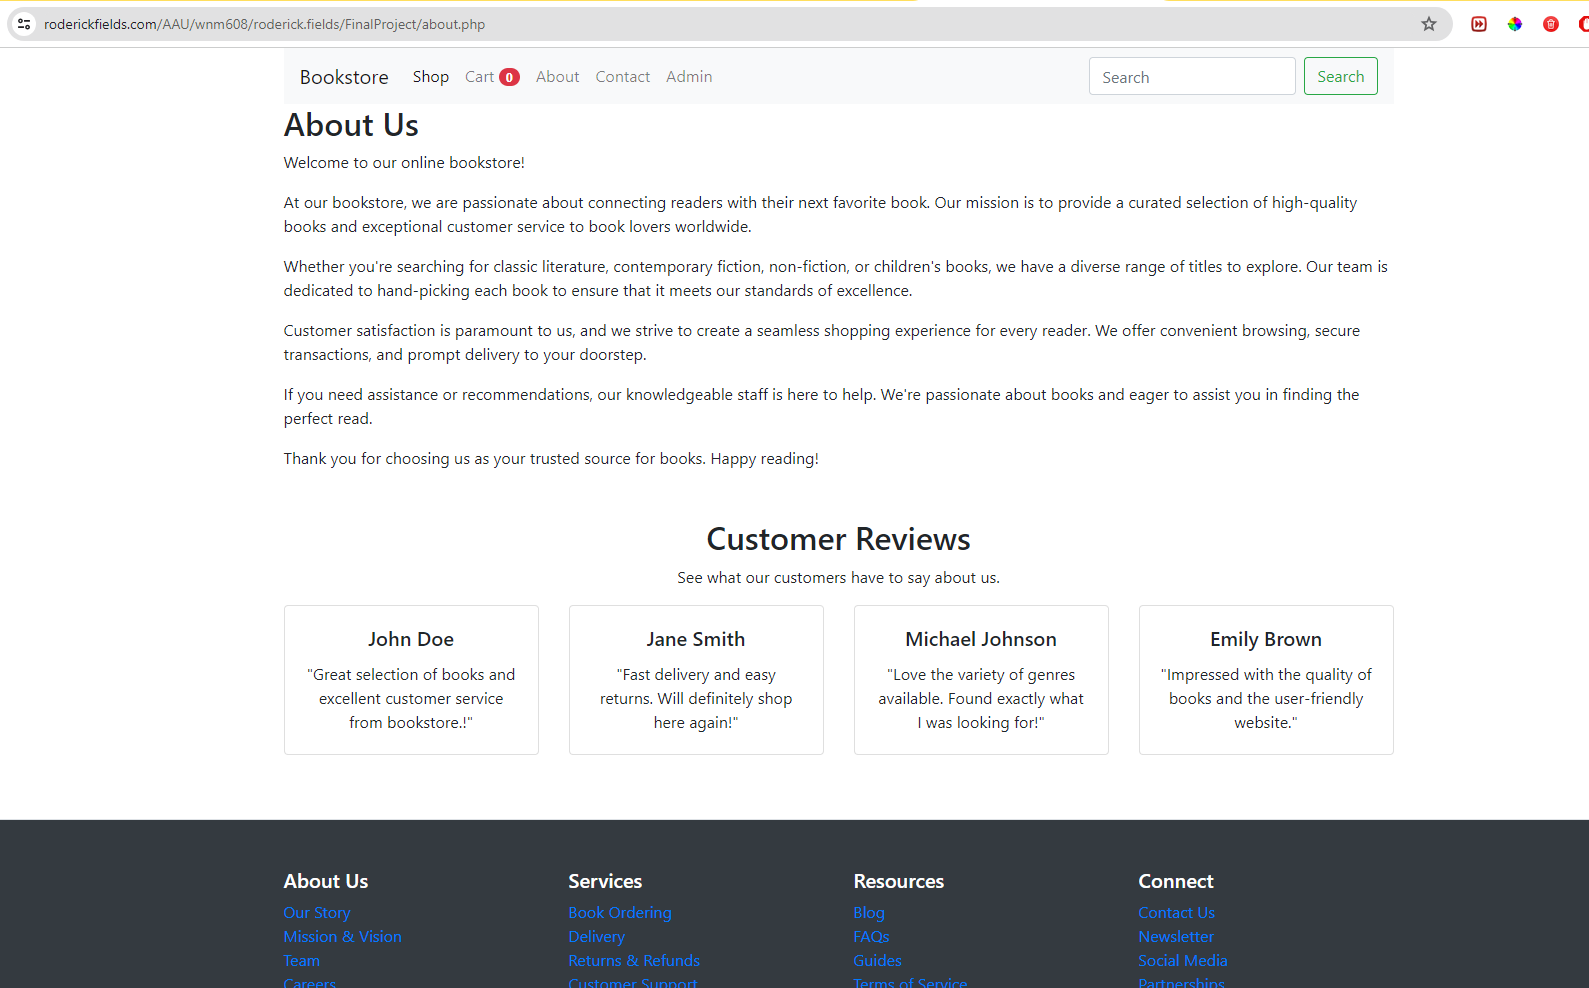 roderickfields.com/AAU/wnm608/roderick.fields/FinalProject/about.php
Bookstore Shop Cart 0 About Contact Admin Search Search
About Us
Welcome to our online bookstore!
At our bookstore, we are passionate about connecting readers with their next favorite book. Our mission is to provide a curated selection of high-quality
books and exceptional customer service to book lovers worldwide.
Whether you're searching for classic literature, contemporary fiction, non-fiction, or children's books, we have a diverse range of titles to explore. Our team is
dedicated to hand-picking each book to ensure that it meets our standards of excellence.
Customer satisfaction is paramount to us, and we strive to create a seamless shopping experience for every reader. We offer convenient browsing, secure
transactions, and prompt delivery to your doorstep.
If you need assistance or recommendations, our knowledgeable staff is here to help. We're passionate about books and eager to assist you in finding the
perfect read.
Thank you for choosing us as your trusted source for books. Happy reading!
Customer Reviews
See what our customers have to say about us.
John Doe
"Great selection of books and
excellent customer service
from bookstore.!"
Jane Smith
"Fast delivery and easy
returns. Will definitely shop
here again!"
Michael Johnson
"Love the variety of genres
available. Found exactly what
I was looking for!"
Emily Brown
"Impressed with the quality of
books and the user-friendly
website."
About Us
Our Story
Mission & Vision
Team
Careers
Services
Book Ordering
Delivery
Returns & Refunds
Customer Support
Resources
Blog
FAQs
Guides
Terms of Service
Connect
Contact Us
Newsletter
Social Media
Partnerships